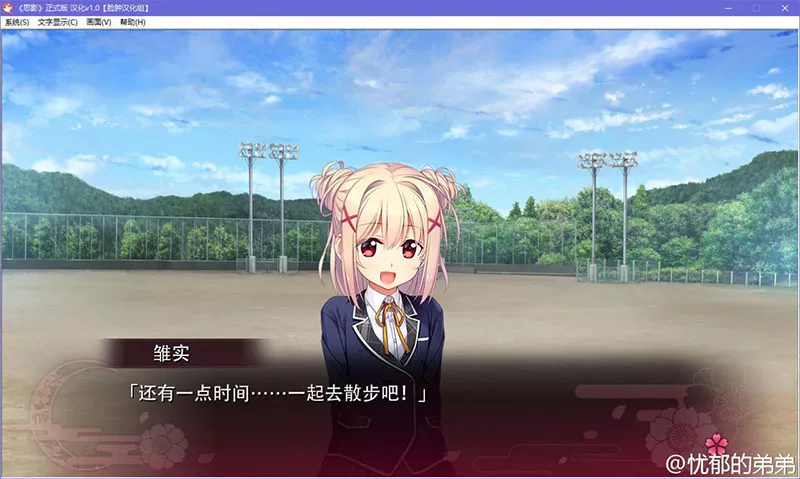 《思影》正式版 汉化v1.0【脸肿汉化组】
系统(S) 文字显示(C) 画面(V) 帮助(H)
雏实
「还有一点时间……一起去散步吧！」
@忧郁的弟弟